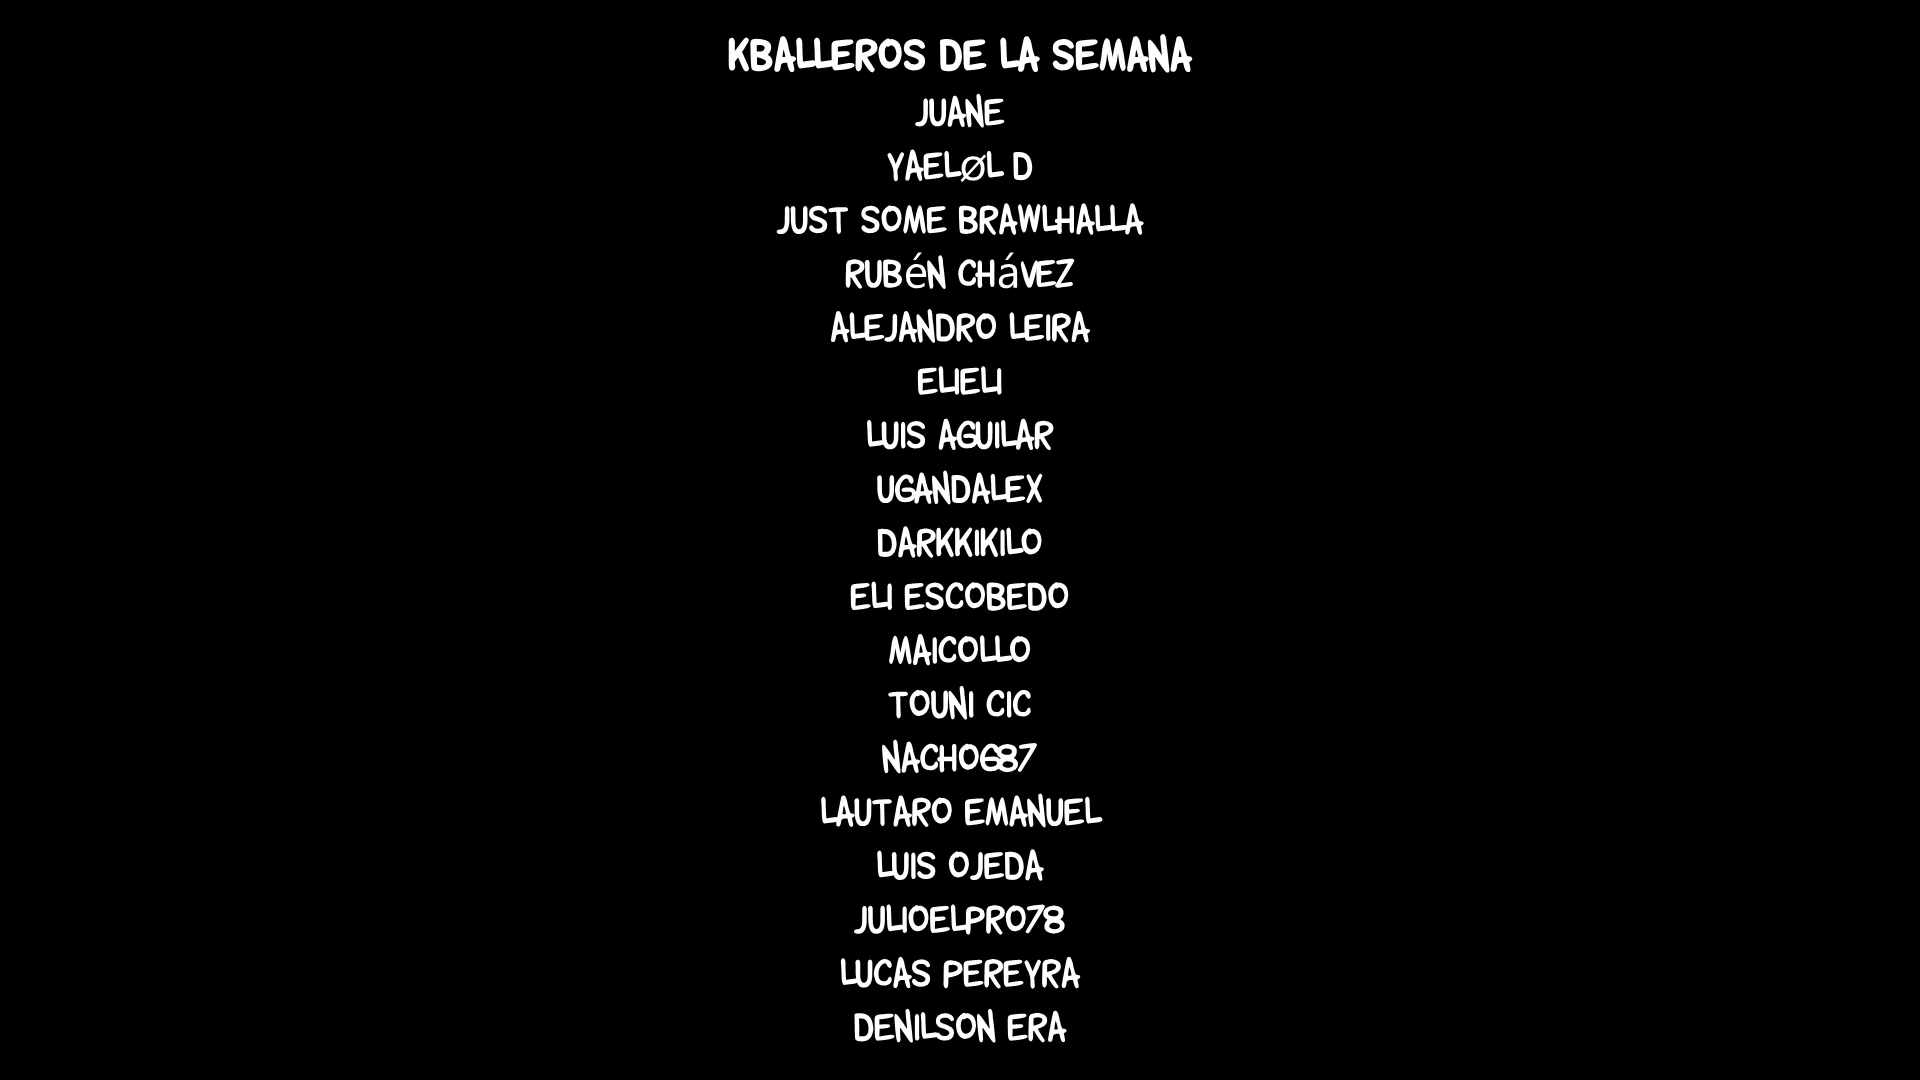 KBALLEROS DE LA SEMANA
JUANE
YAELØL D
JUST SOME BRAWLHALLA
RUBéN CHáVEZ
ALEJANDRO LEIRA
ELIELI
LUIS AGUILAR
UGANDALEX
DARKKIKILO
ELI ESCOBEDO
MAICOLLO
TOUNI CIC
NACHO687
LAUTARO EMANUEL
LUIS OJEDA
JULIOELPRO78
LUCAS PEREYRA
DENILSON ERA